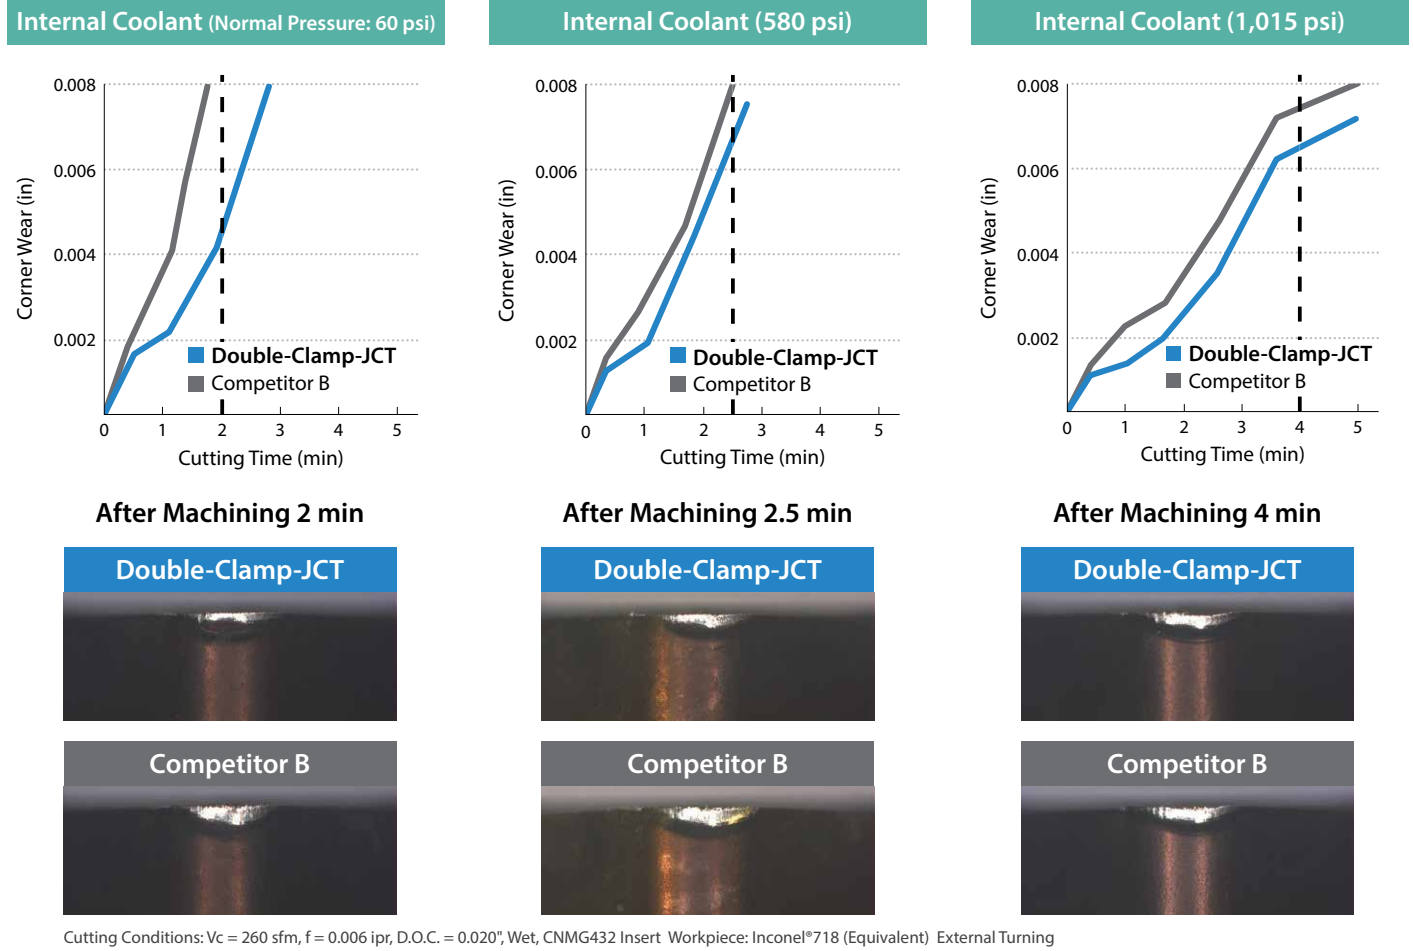 Internal Coolant (Normal Pressure: 60 psi)
Internal Coolant (580 psi)
Internal Coolant (1,015 psi)
0.008
0.006
0.004
0.002
Corner Wear (in)
Double-Clamp-JCT
Competitor B
0 1 2 3 4 5
Cutting Time (min)
0.008
0.006
0.004
0.002
Corner Wear (in)
Double-Clamp-JCT
Competitor B
0 1 2 3 4 5
Cutting Time (min)
0.008
0.006
0.004
0.002
Corner Wear (in)
Double-Clamp-JCT
Competitor B
0 1 2 3 4 5
Cutting Time (min)
After Machining 2 min
After Machining 2.5 min
After Machining 4 min
Double-Clamp-JCT
Double-Clamp-JCT
Double-Clamp-JCT
Competitor B
Competitor B
Competitor B
Cutting Conditions: Vc = 260 sfm, f = 0.006 ipr, D.O.C. = 0.020", Wet, CNMG432 Insert  Workpiece: Inconel®718 (Equivalent)  External Turning